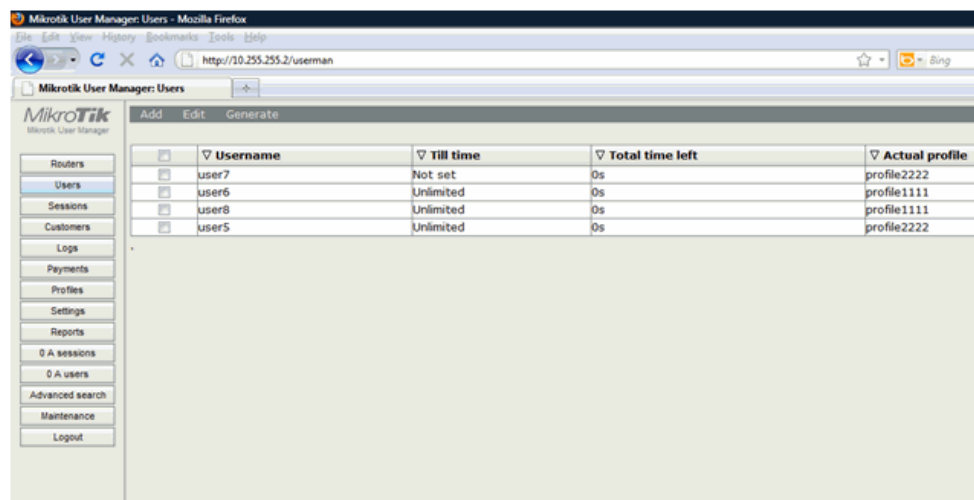 Mikrotik User Manager: Users - Mozilla Firefox
File Edit View History Bookmarks Tools Help
http://10.255.255.2/userman
Bing
Mikrotik User Manager: Users
MikroTik
Mikrotik User Manager
Add Edit Generate
Routers
Users
Sessions
Customers
Logs
Payments
Profiles
Settings
Reports
0 A sessions
0 A users
Advanced search
Maintenance
Logout
Username Till time Total time left Actual profile
user7 Not set 0s profile2222
user6 Unlimited 0s profile1111
user8 Unlimited 0s profile1111
user5 Unlimited 0s profile2222